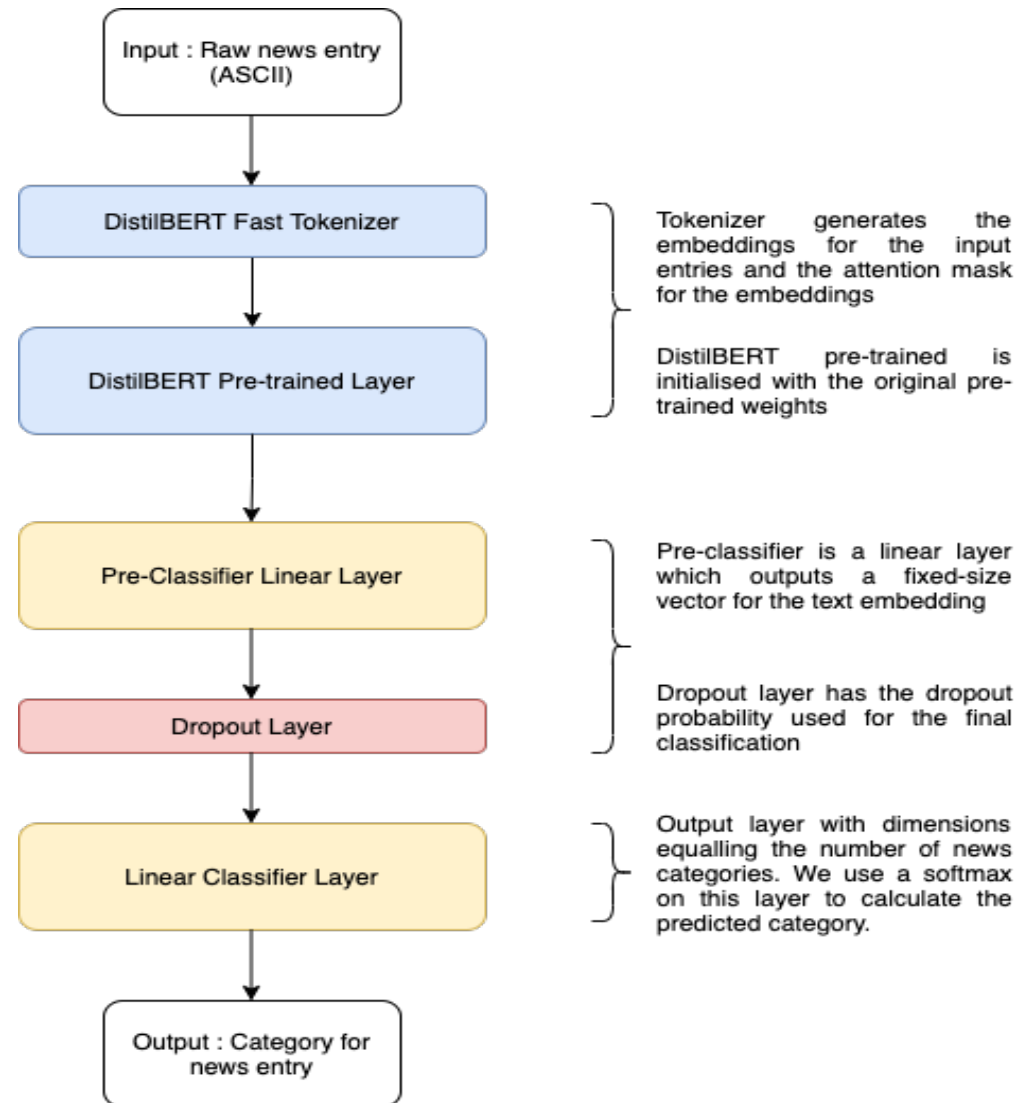 Input : Raw news entry
(ASCII)
DistilBERT Fast Tokenizer
Tokenizer generates the
embeddings for the input
entries and the attention mask
for the embeddings
DistilBERT Pre-trained Layer
DistilBERT pre-trained is
initialised with the original pre-
trained weights
Pre-Classifier Linear Layer
Pre-classifier is a linear layer
which outputs a fixed-size
vector for the text embedding
Dropout Layer
Dropout layer has the dropout
probability used for the final
classification
Linear Classifier Layer
Output layer with dimensions
equalling the number of news
categories. We use a softmax
on this layer to calculate the
predicted category.
Output : Category for
news entry